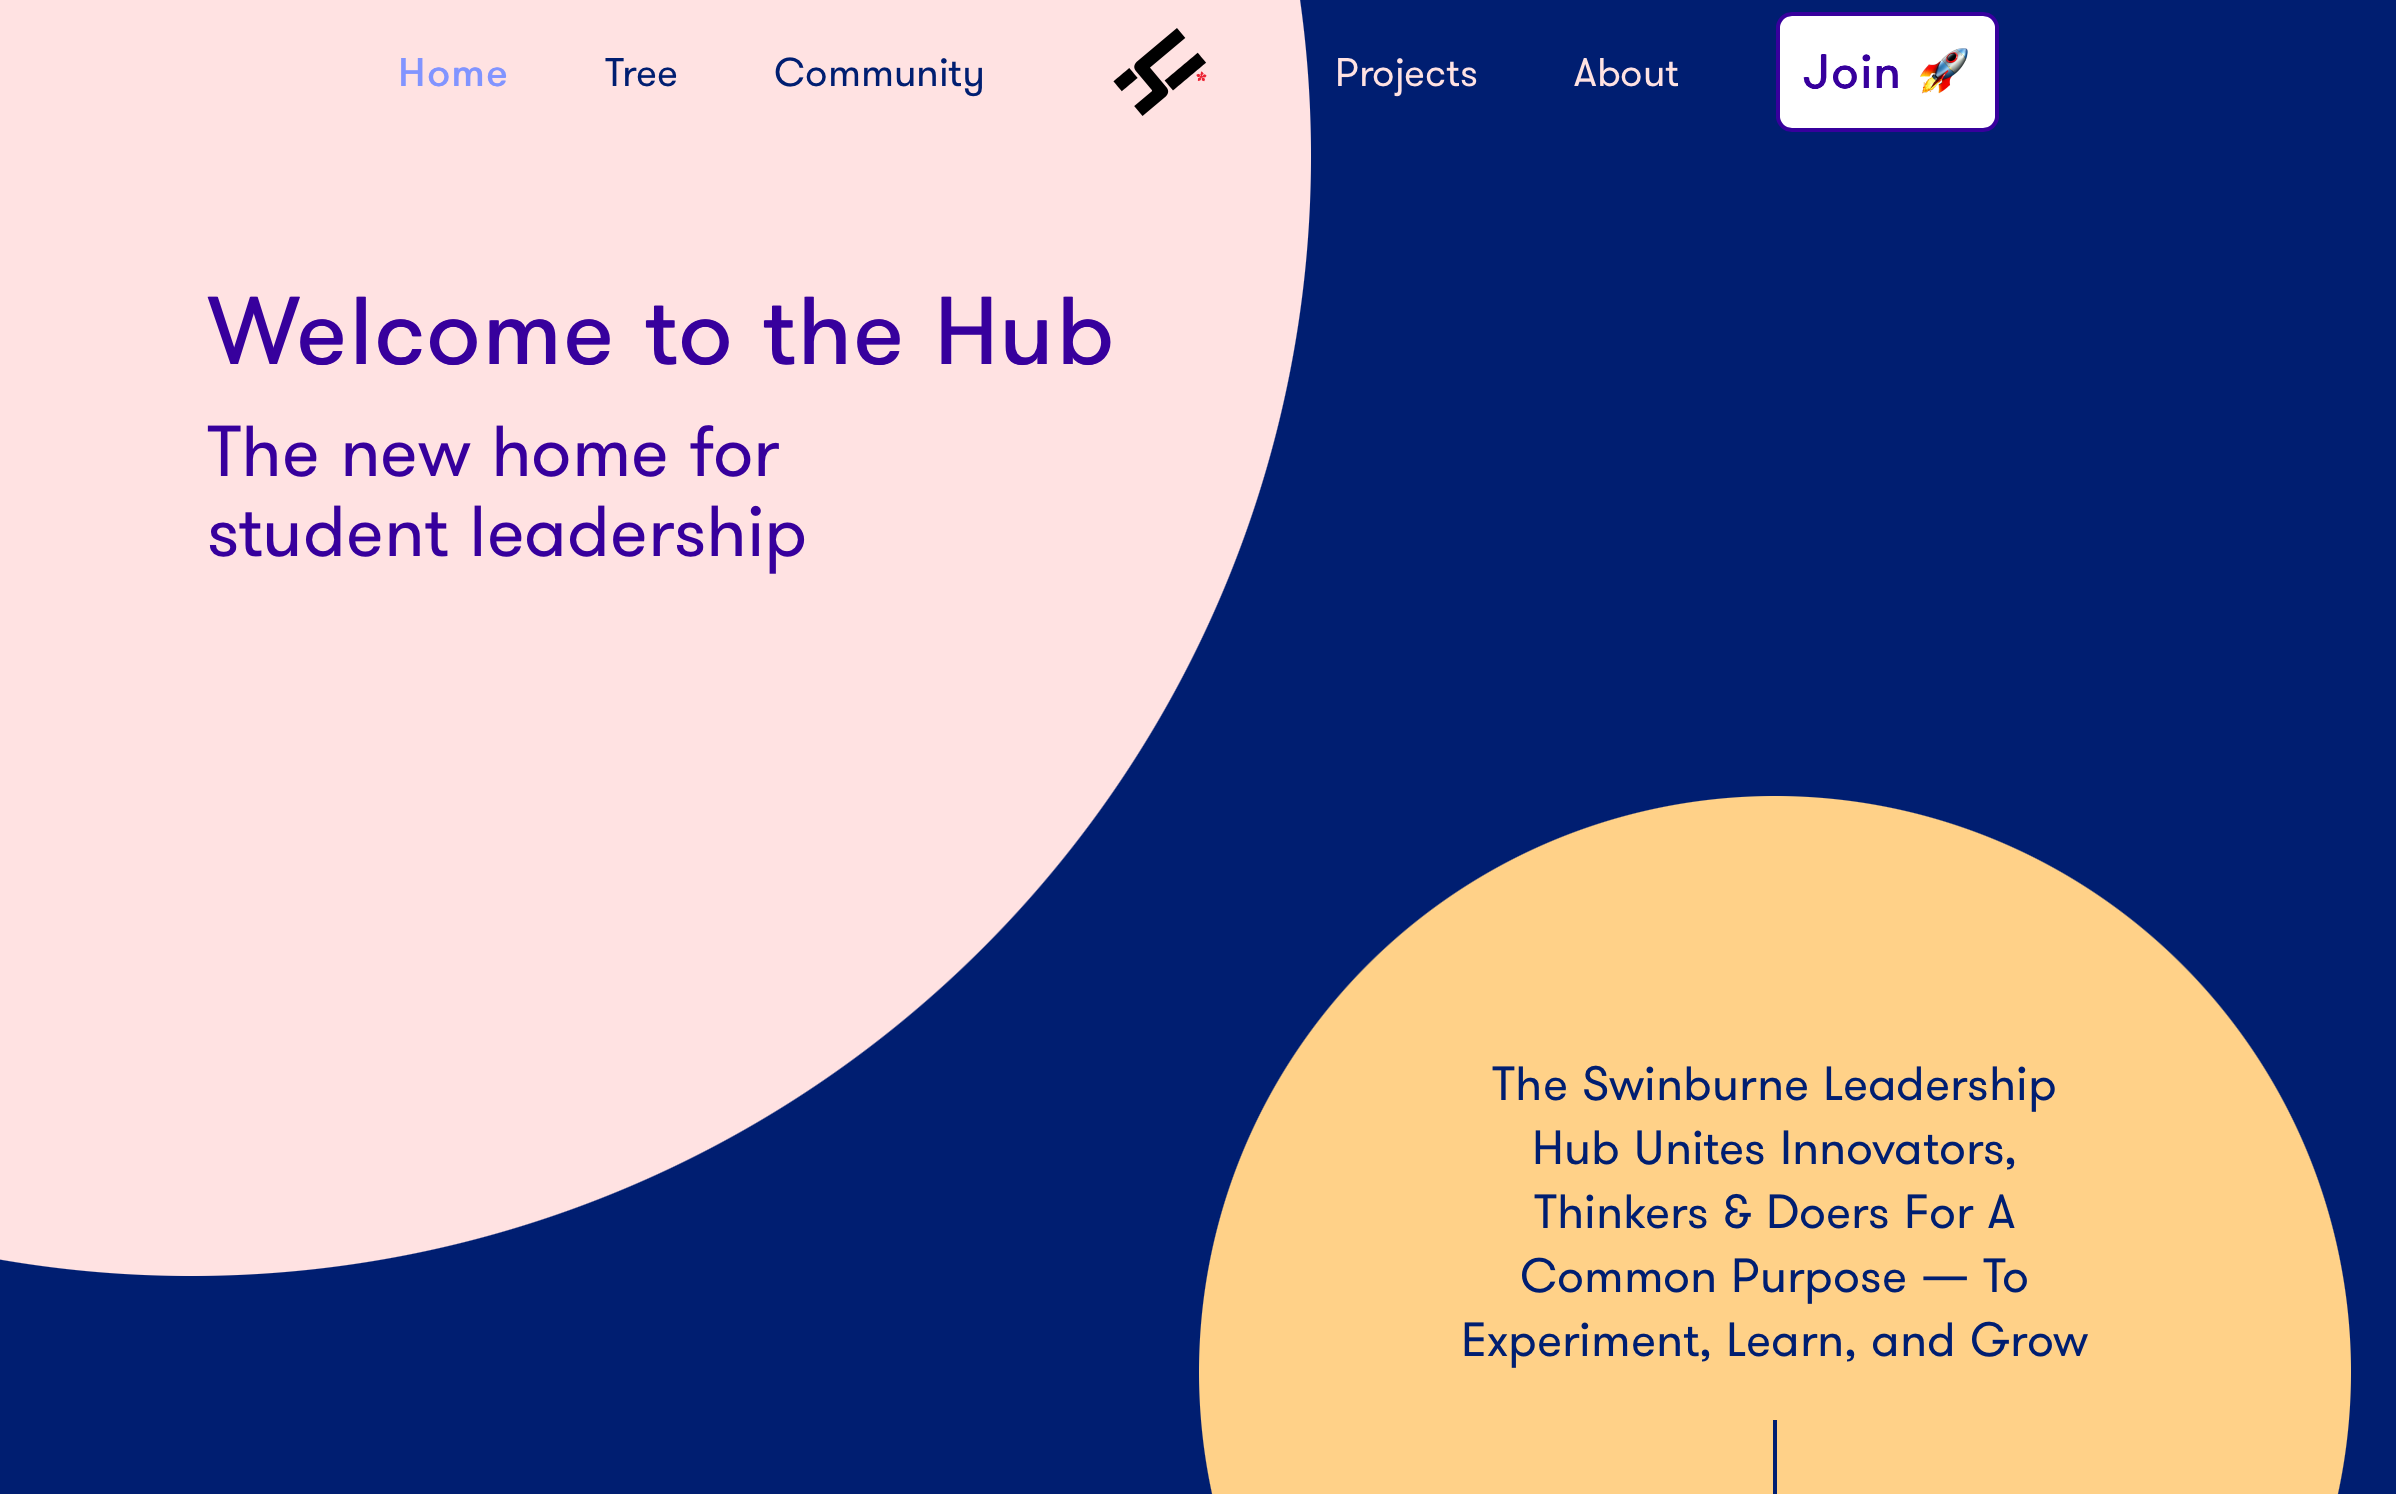 Home
Tree
Community
Projects
About
Join 🚀
Welcome to the Hub
The new home for
student leadership
The Swinburne Leadership
Hub Unites Innovators,
Thinkers & Doers For A
Common Purpose — To
Experiment, Learn, and Grow